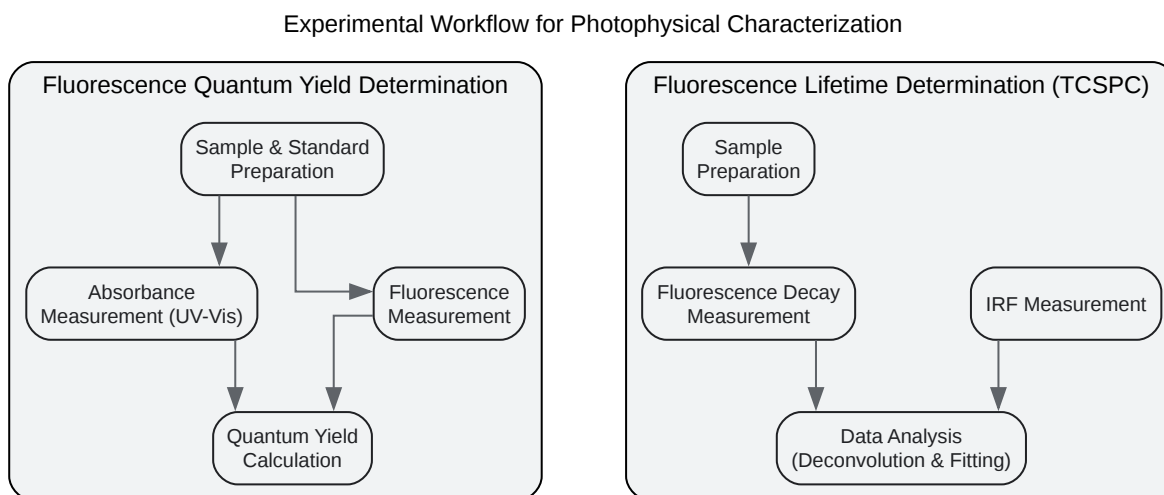 Experimental Workflow for Photophysical Characterization
Fluorescence Quantum Yield Determination
Sample & Standard
Preparation
Absorbance
Measurement (UV-Vis)
Fluorescence
Measurement
Quantum Yield
Calculation
Fluorescence Lifetime Determination (TCSPC)
Sample
Preparation
Fluorescence Decay
Measurement
IRF Measurement
Data Analysis
(Deconvolution & Fitting)